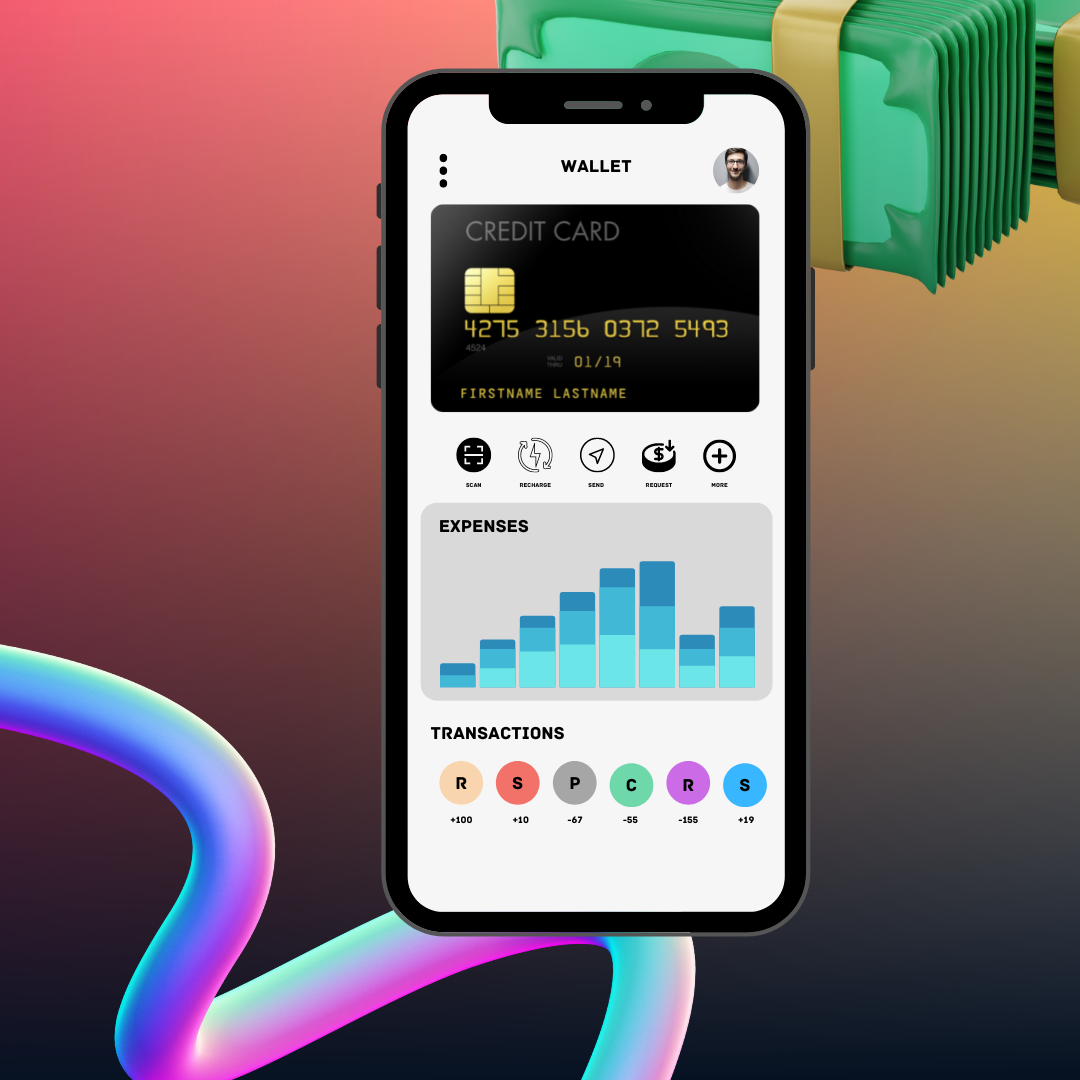 WALLET
CREDIT CARD
4275 3156 0372 5493
4524
VALID
THRU
01/19
FIRSTNAME LASTNAME
SCAN RECHARGE SEND REQUEST MORE
EXPENSES
TRANSACTIONS
R S P C R S
+100 +10 -67 -55 -155 +19